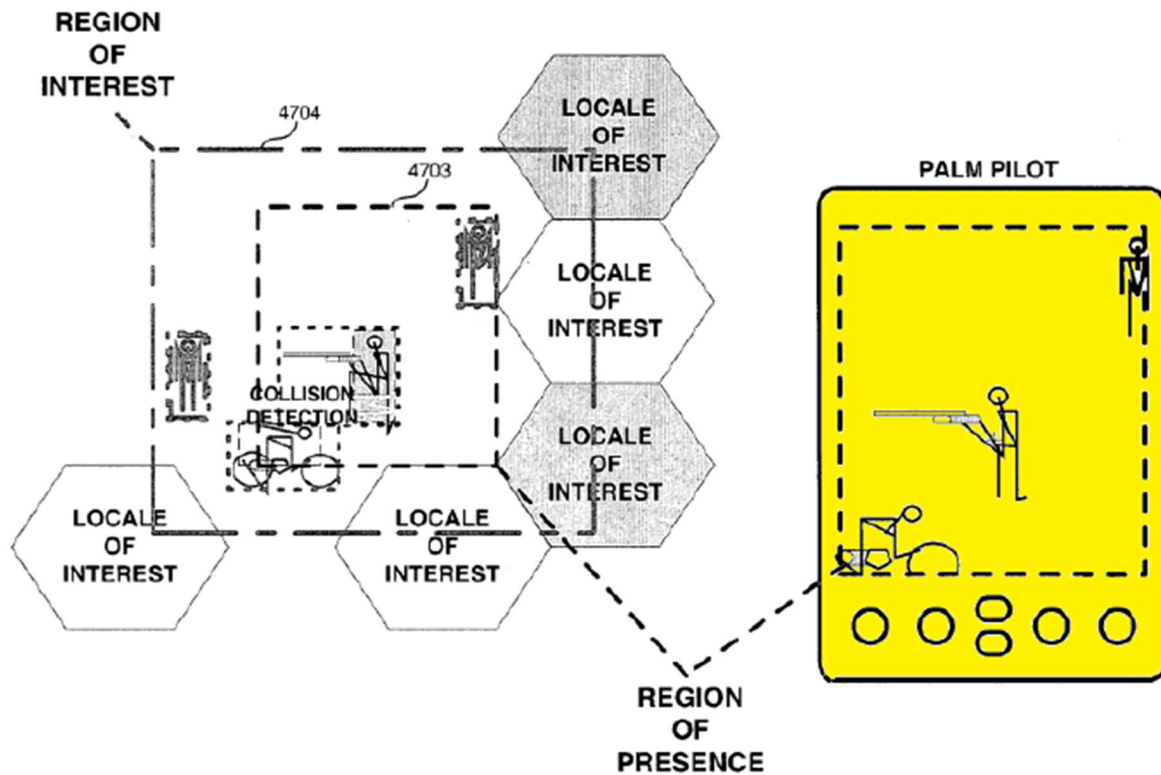 REGION
OF
INTEREST
4704
4703
LOCALE
OF
INTEREST
PALM PILOT
LOCALE
OF
INTEREST
COLLISION
DETECTION
LOCALE
OF
INTEREST
LOCALE
OF
INTEREST
LOCALE
OF
INTEREST
REGION
OF
PRESENCE